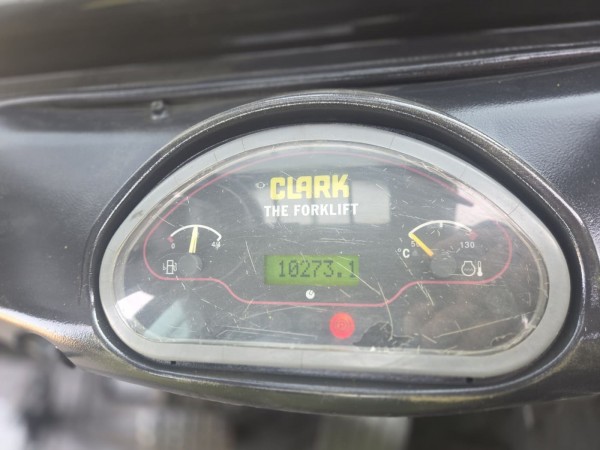 CLARK
THE FORKLIFT
10273.1
C
130